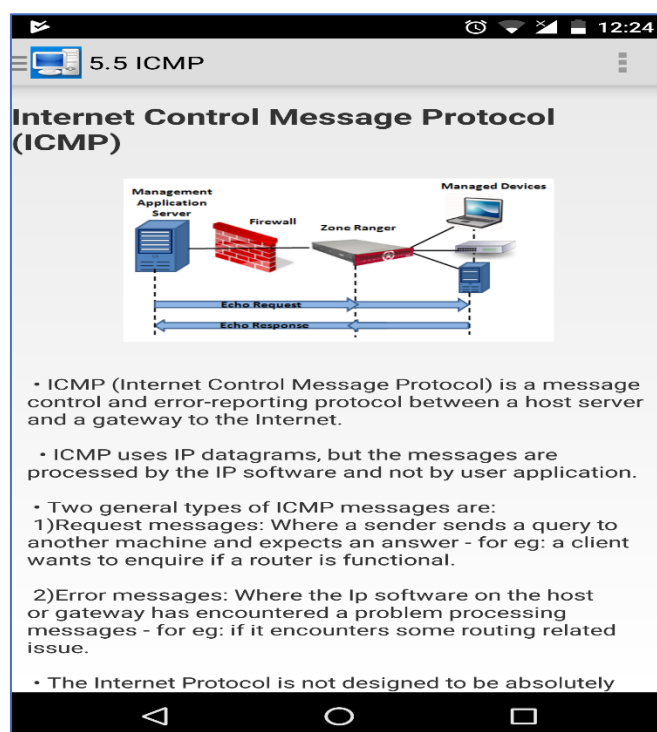 12:24
5.5 ICMP
Internet Control Message Protocol
(ICMP)
Management
Application
Server
Firewall
Zone Ranger
Managed Devices
Echo Request
Echo Response
• ICMP (Internet Control Message Protocol) is a message
control and error-reporting protocol between a host server
and a gateway to the Internet.
• ICMP uses IP datagrams, but the messages are
processed by the IP software and not by user application.
• Two general types of ICMP messages are:
1)Request messages: Where a sender sends a query to
another machine and expects an answer - for eg: a client
wants to enquire if a router is functional.
2)Error messages: Where the Ip software on the host
or gateway has encountered a problem processing
messages - for eg: if it encounters some routing related
issue.
• The Internet Protocol is not designed to be absolutely